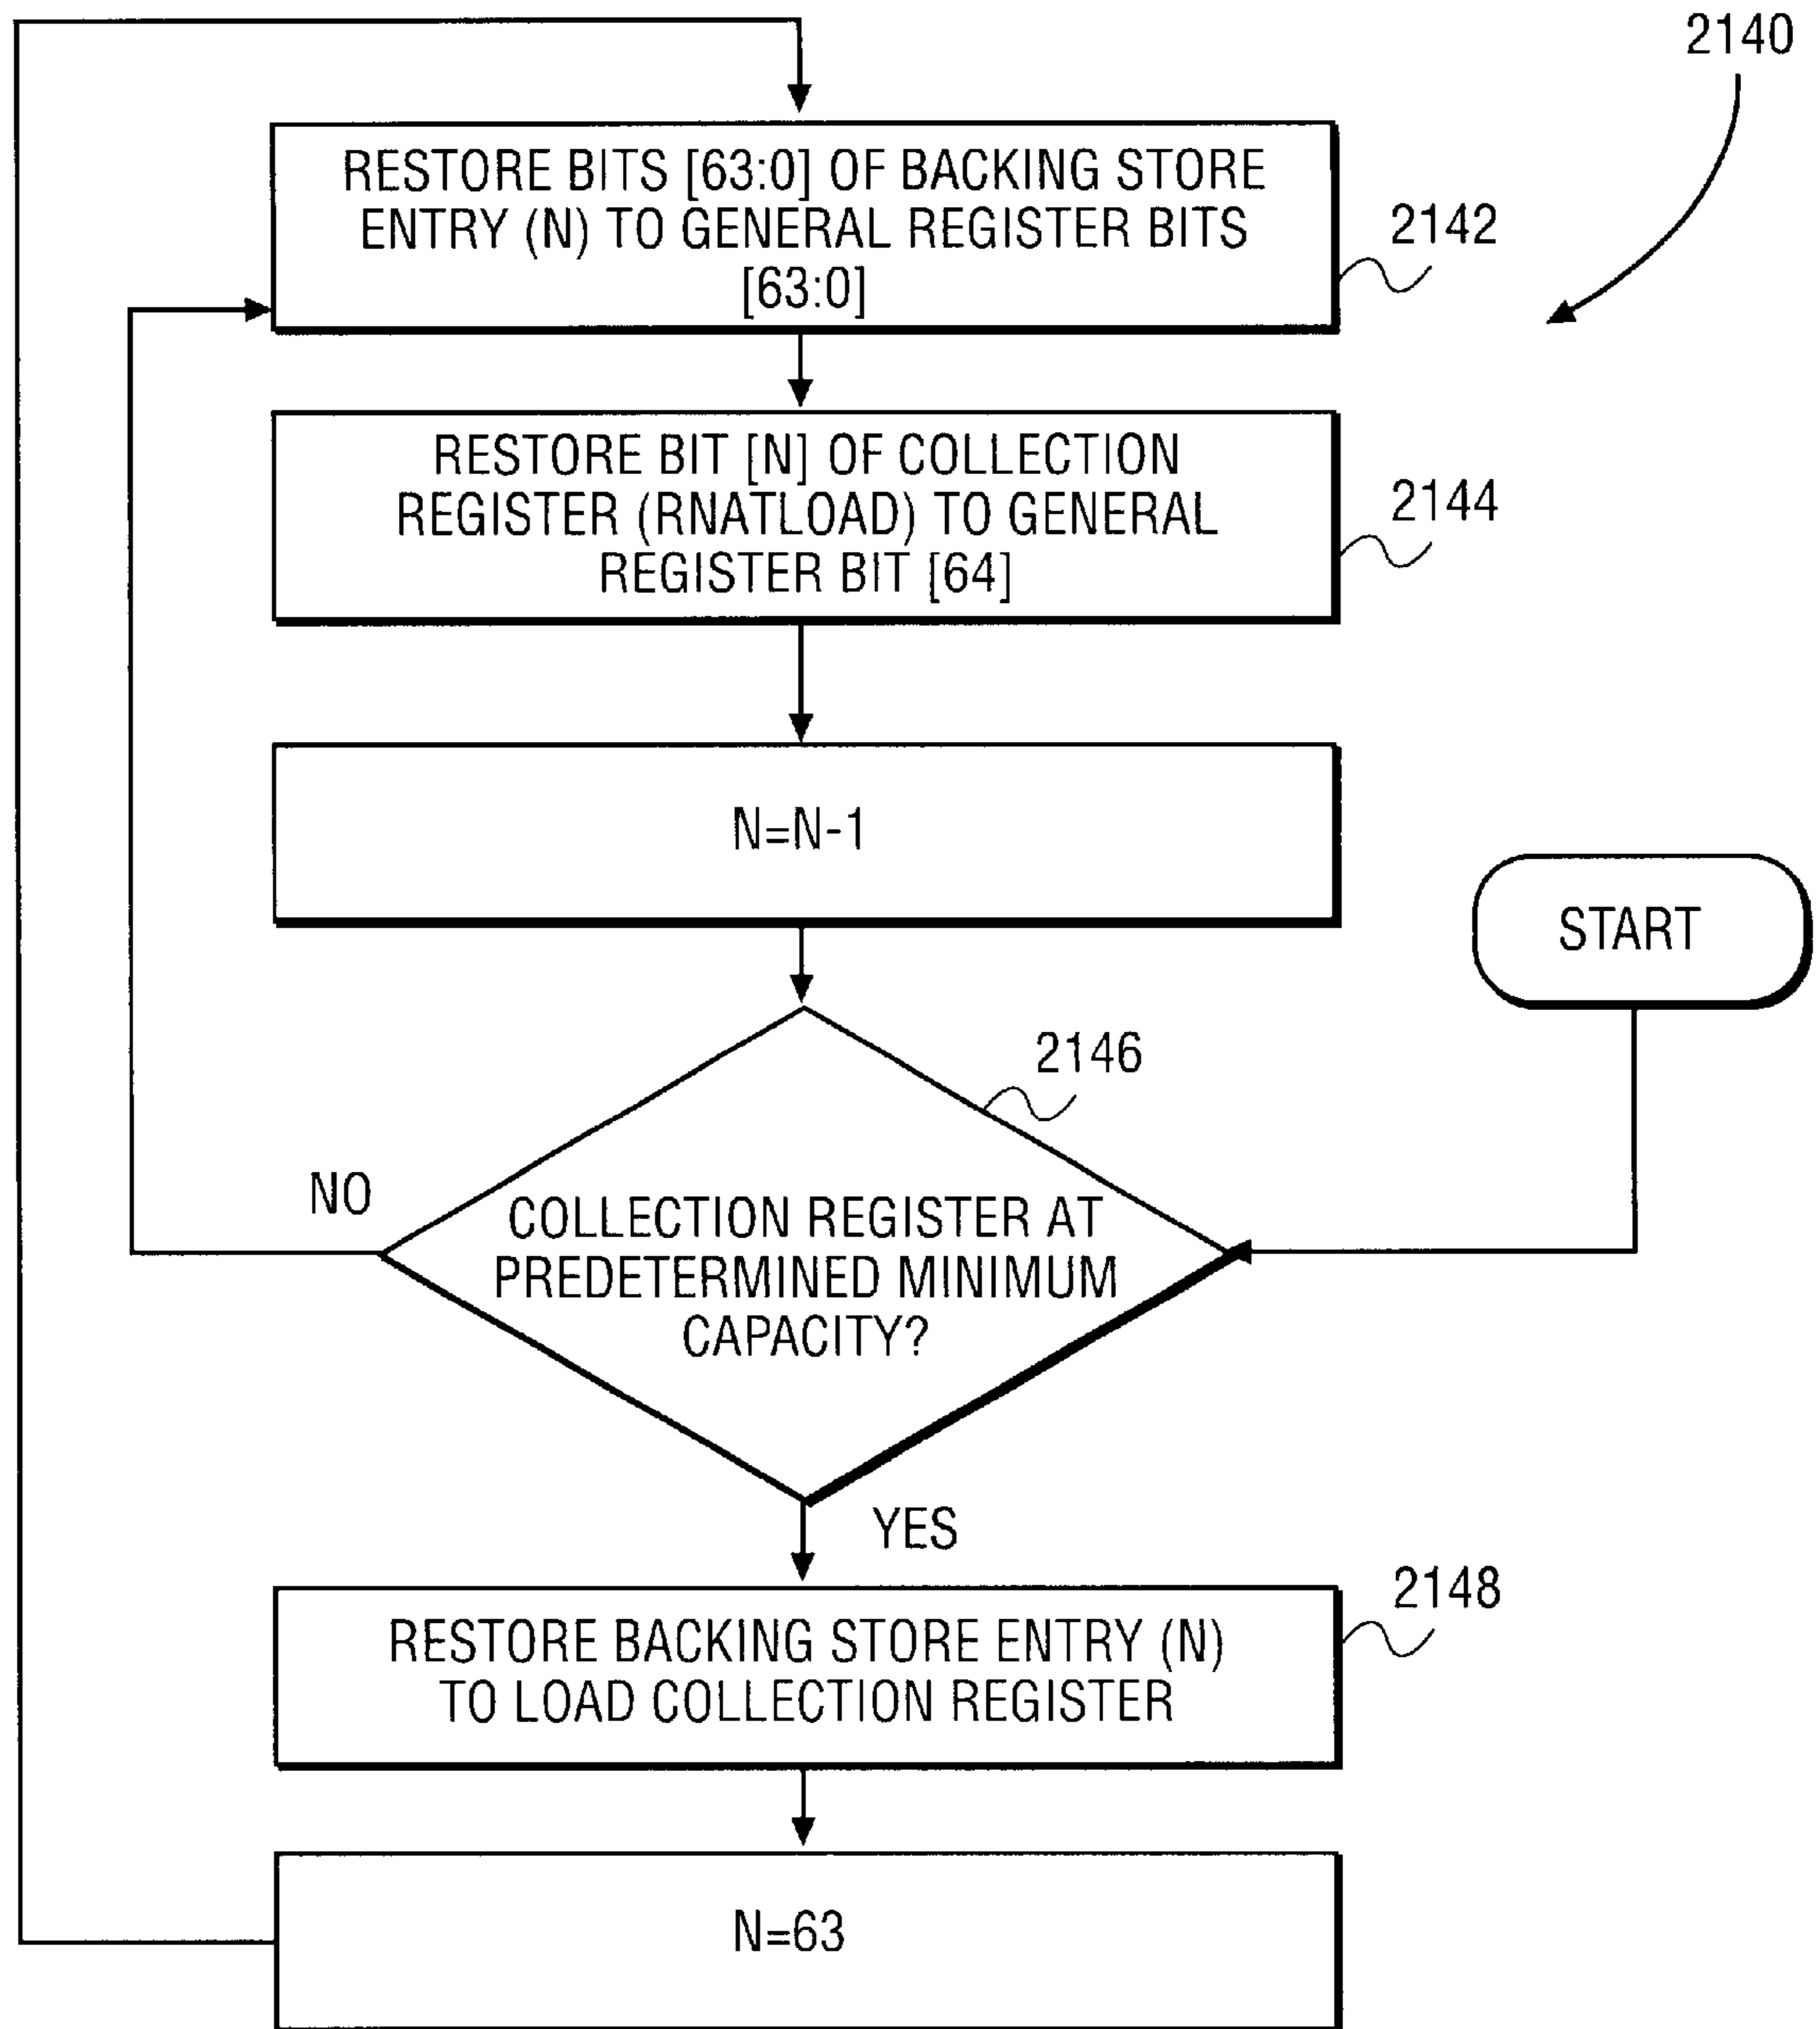 2140
RESTORE BITS [63:0] OF BACKING STORE
ENTRY (N) TO GENERAL REGISTER BITS
[63:0]
2142
RESTORE BIT [N] OF COLLECTION
REGISTER (RNATLOAD) TO GENERAL
REGISTER BIT [64]
2144
N=N-1
START
2146
NO
COLLECTION REGISTER AT
PREDETERMINED MINIMUM
CAPACITY?
YES
2148
RESTORE BACKING STORE ENTRY (N)
TO LOAD COLLECTION REGISTER
N=63